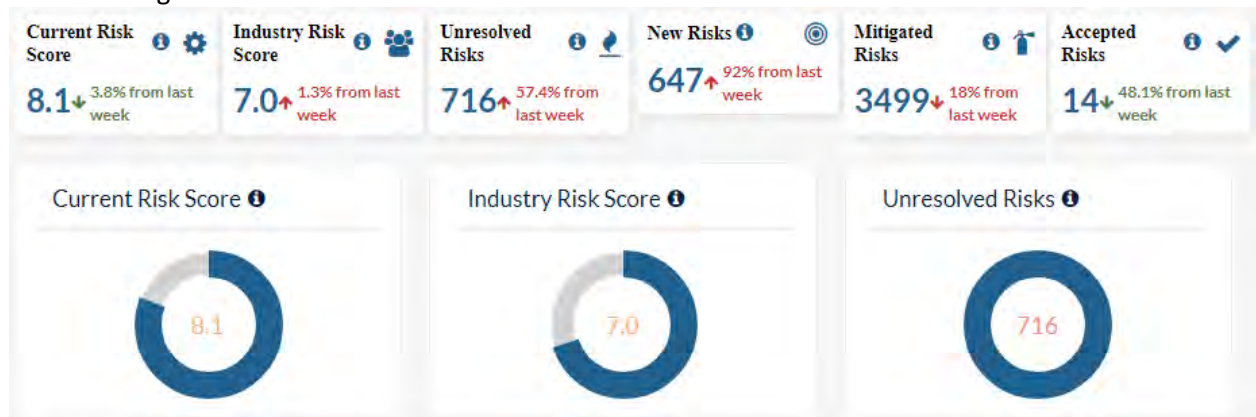 Current Risk Score
8.1 3.8% from last week
Industry Risk Score
7.0 1.3% from last week
Unresolved Risks
716 57.4% from last week
New Risks
647 92% from last week
Mitigated Risks
3499 18% from last week
Accepted Risks
14 48.1% from last week
Current Risk Score
Industry Risk Score
Unresolved Risks
8.1
7.0
716